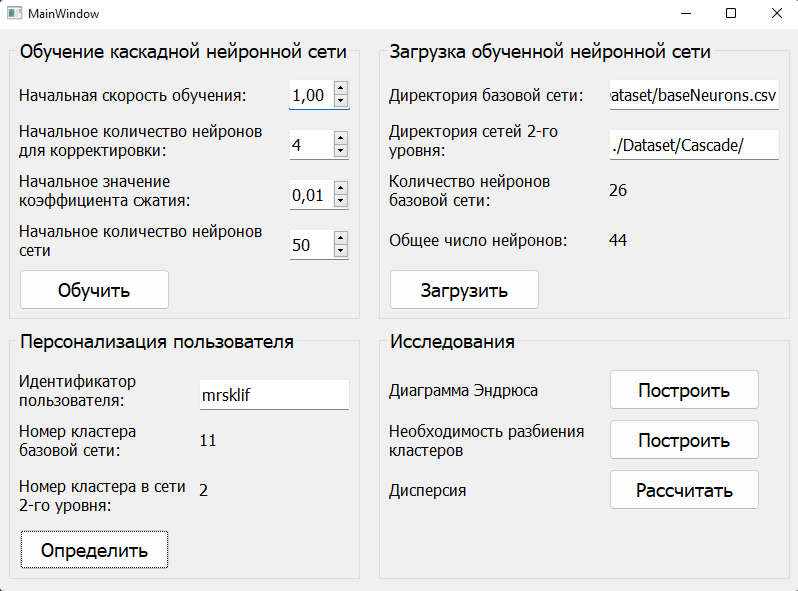 MainWindow
Обучение каскадной нейронной сети
Начальная скорость обучения:
1,00
Начальное количество нейронов
для корректировки:
4
Начальное значение
коэффициента сжатия:
0,01
Начальное количество нейронов
сети
50
Обучить
Загрузка обученной нейронной сети
Директория базовой сети:
ataset/baseNeurons.csv
Директория сетей 2-го
уровня:
./Dataset/Cascade/
Количество нейронов
базовой сети:
26
Общее число нейронов:
44
Загрузить
Персонализация пользователя
Идентификатор
пользователя:
mrsklif
Номер кластера
базовой сети:
11
Номер кластера в сети
2-го уровня:
2
Определить
Исследования
Диаграмма Эндрюса
Построить
Необходимость разбиения
кластеров
Построить
Дисперсия
Рассчитать